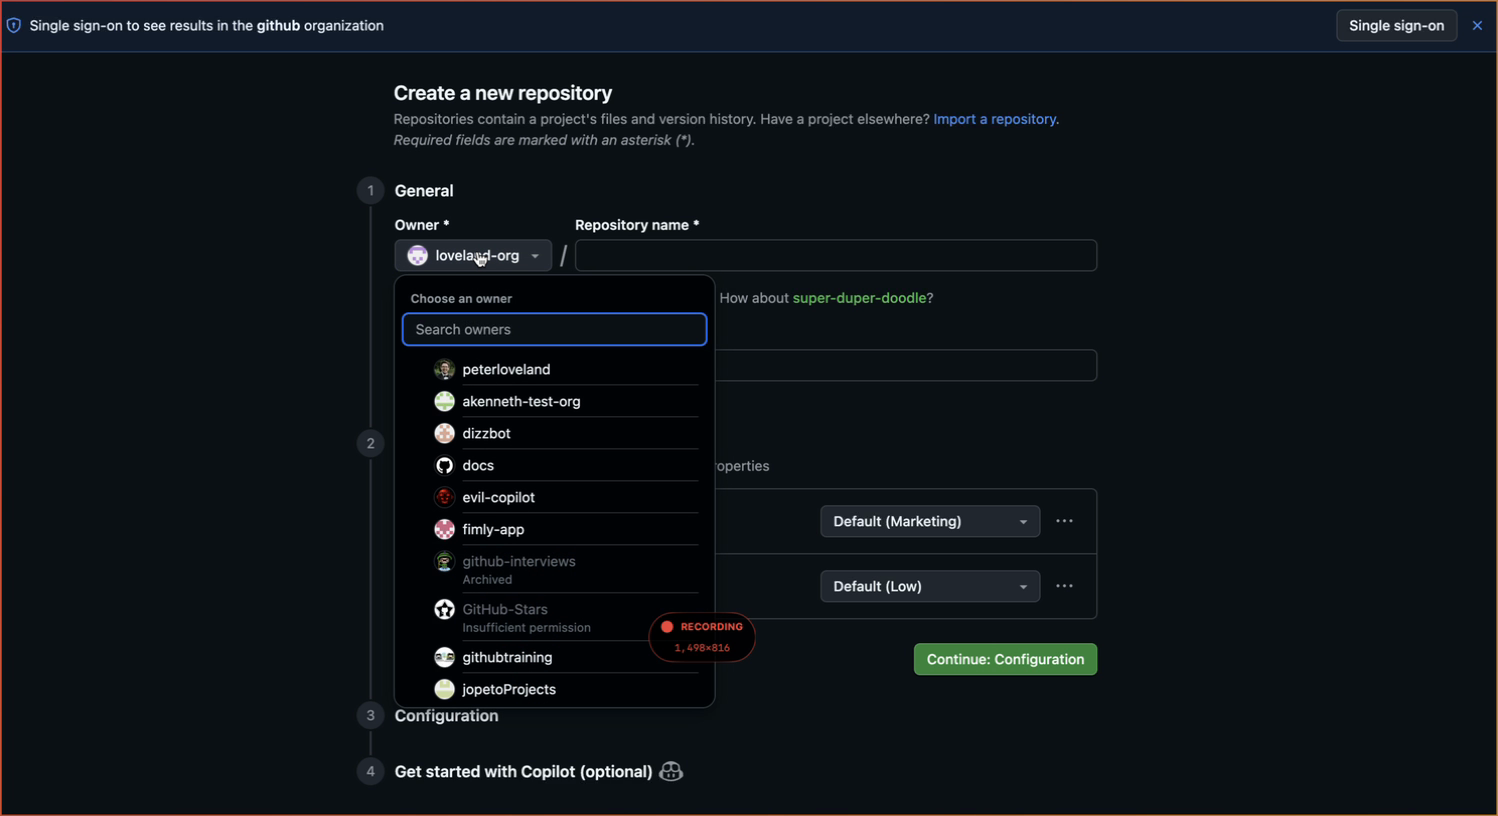 Single sign-on to see results in the github organization
Single sign-on
Create a new repository
Repositories contain a project's files and version history. Have a project elsewhere? Import a repository.
Required fields are marked with an asterisk (*).
1
General
Owner *
Repository name *
loveland-org
/
Choose an owner
How about super-duper-doodle?
Search owners
peterloveland
akenneth-test-org
dizzbot
2
docs
operties
evil-copilot
Default (Marketing)
fimly-app
github-interviews
Archived
Default (Low)
GitHub-Stars
Insufficient permission
RECORDING
1,498×816
githubtraining
Continue: Configuration
jopetoProjects
3
Configuration
4
Get started with Copilot (optional)